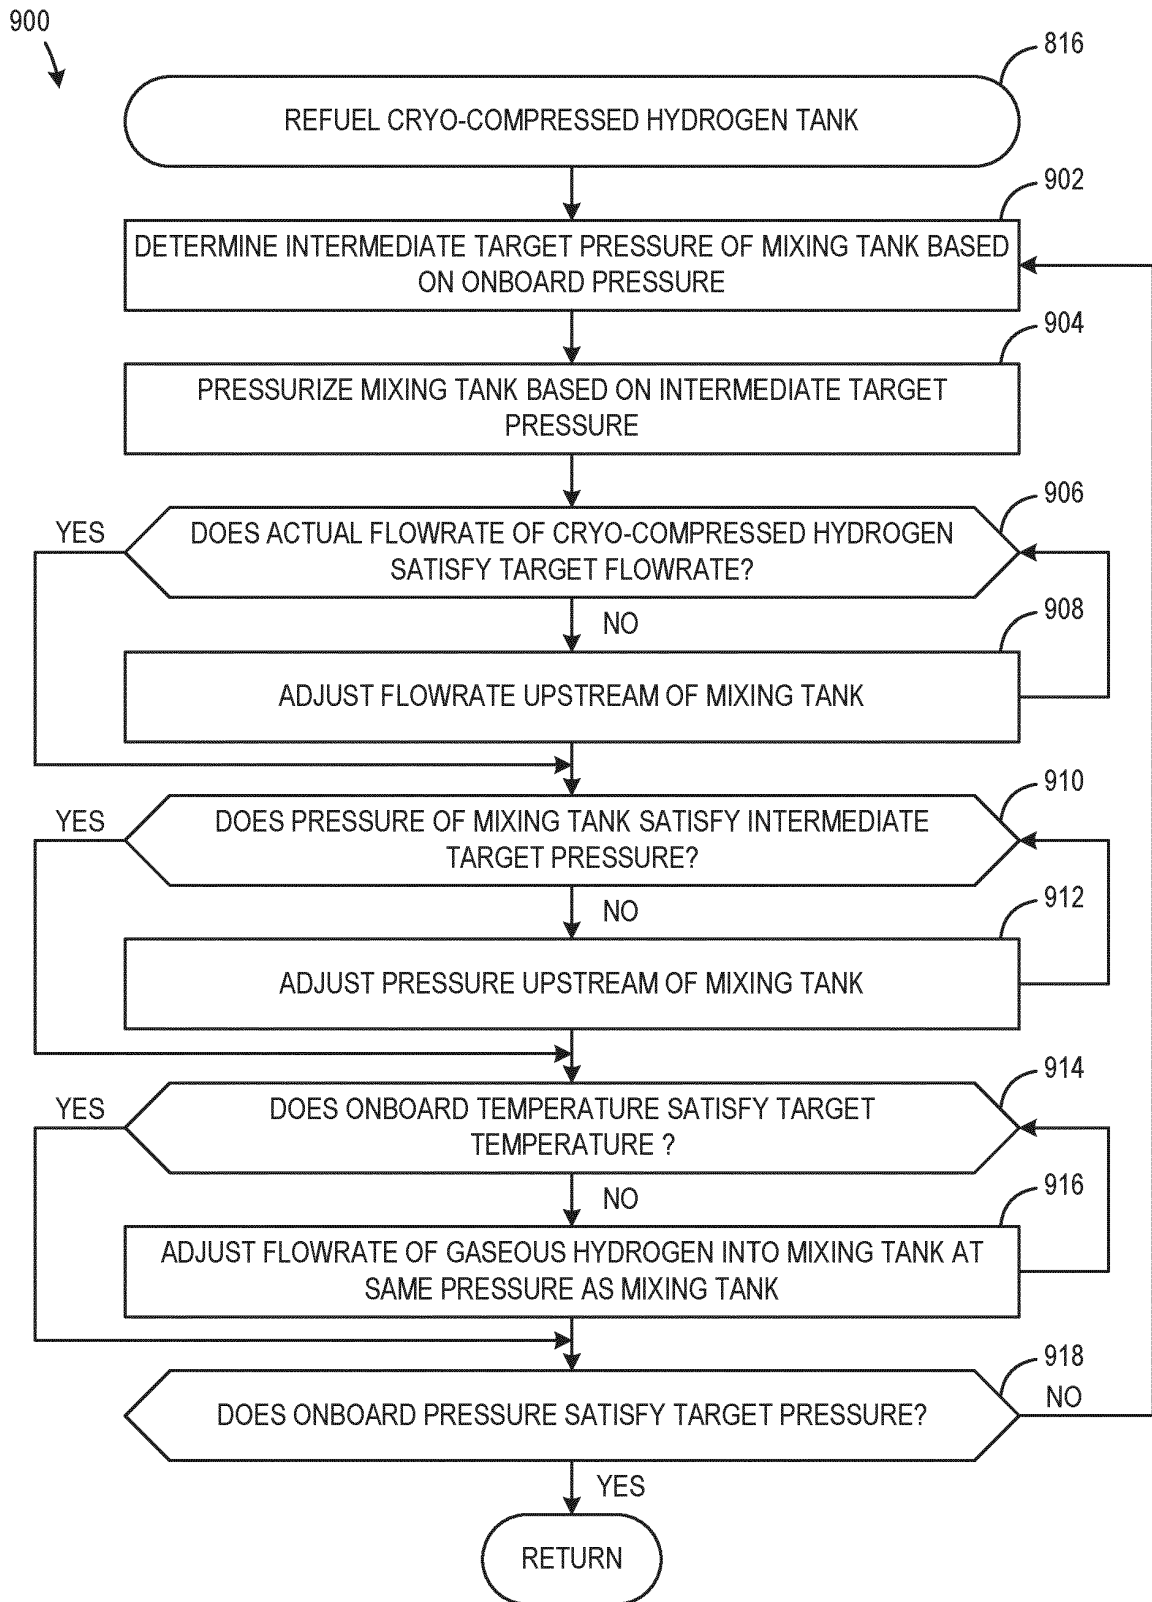 900
816
REFUEL CRYO-COMPRESSED HYDROGEN TANK
902
DETERMINE INTERMEDIATE TARGET PRESSURE OF MIXING TANK BASED
ON ONBOARD PRESSURE
904
PRESSURIZE MIXING TANK BASED ON INTERMEDIATE TARGET
PRESSURE
906
YES
DOES ACTUAL FLOWRATE OF CRYO-COMPRESSED HYDROGEN
SATISFY TARGET FLOWRATE?
NO
908
ADJUST FLOWRATE UPSTREAM OF MIXING TANK
910
YES
DOES PRESSURE OF MIXING TANK SATISFY INTERMEDIATE
TARGET PRESSURE?
NO
912
ADJUST PRESSURE UPSTREAM OF MIXING TANK
914
YES
DOES ONBOARD TEMPERATURE SATISFY TARGET
TEMPERATURE ?
NO
916
ADJUST FLOWRATE OF GASEOUS HYDROGEN INTO MIXING TANK AT
SAME PRESSURE AS MIXING TANK
918
DOES ONBOARD PRESSURE SATISFY TARGET PRESSURE?
NO
YES
RETURN